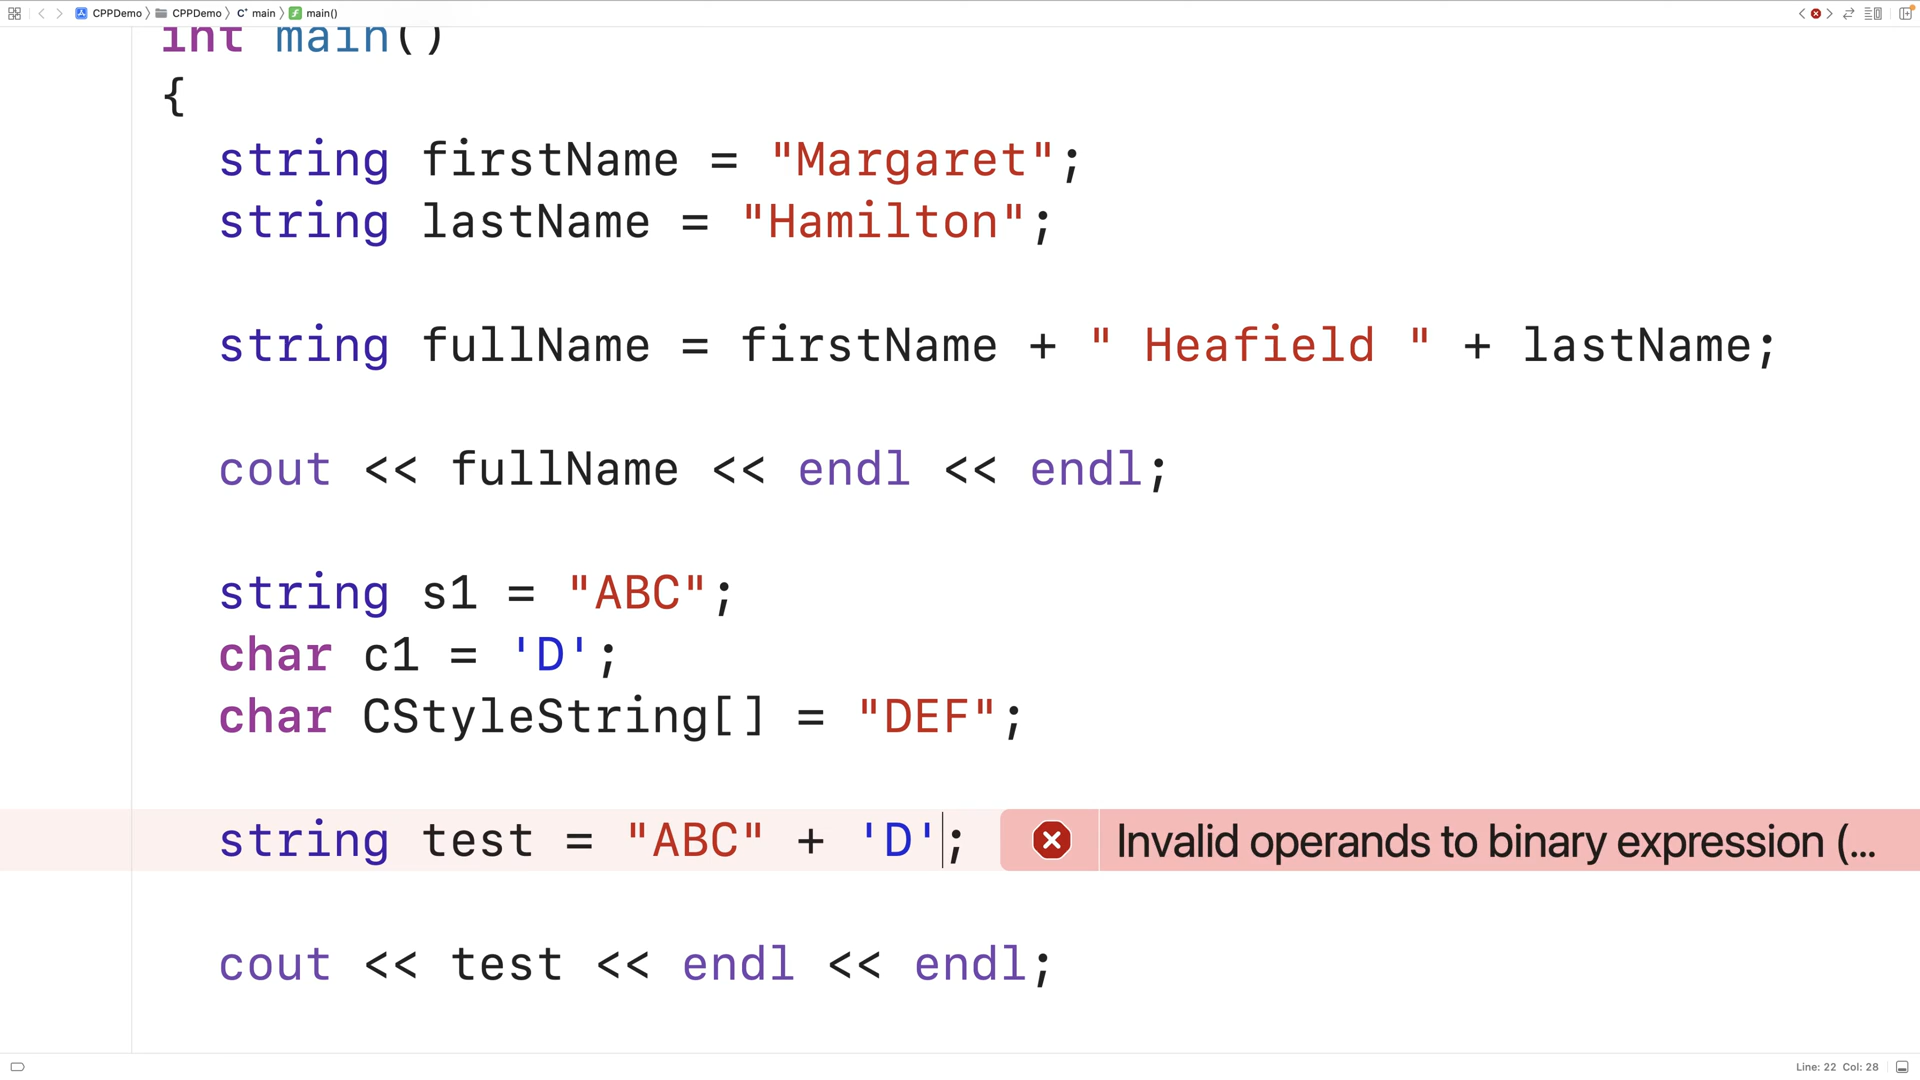 CPPDemo 〉 CPPDemo 〉 C+ main 〉 f main()
int main()
{
string firstName = "Margaret";
string lastName = "Hamilton";
string fullName = firstName + " Heafield " + lastName;
cout << fullName << endl << endl;
string s1 = "ABC";
char c1 = 'D';
char CStyleString[] = "DEF";
string test = "ABC" + 'D'; Invalid operands to binary expression (...
cout << test << endl << endl;
Line: 22 Col: 28